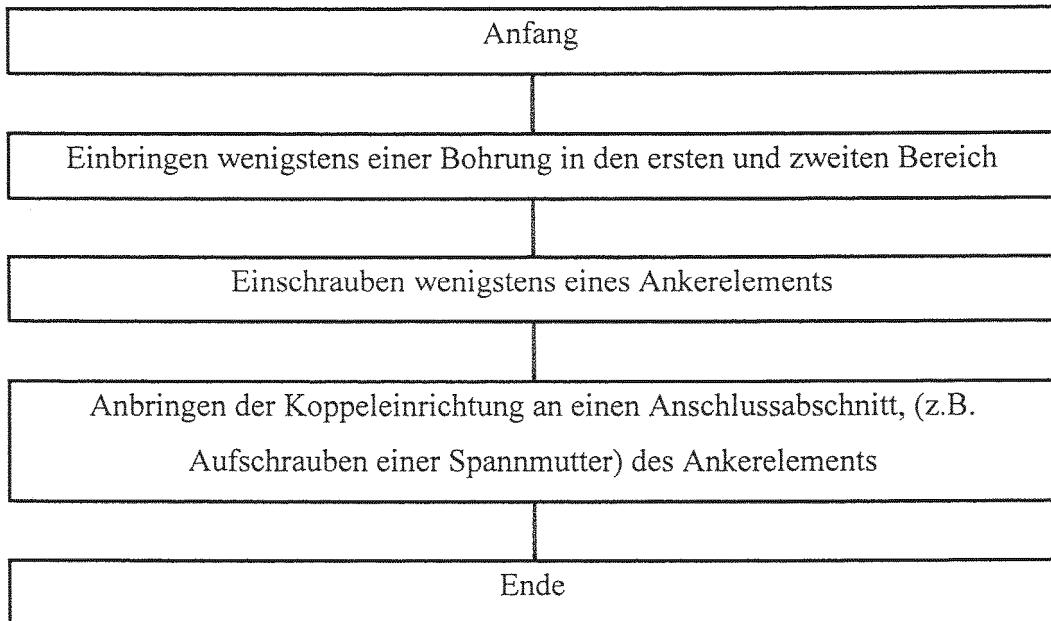 Anfang
Einbringen wenigstens einer Bohrung in den ersten und zweiten Bereich
Einschrauben wenigstens eines Ankerelements
Anbringen der Koppeleinrichtung an einen Anschlussabschnitt, (z.B.
Aufschrauben einer Spannmutter) des Ankerelements
Ende